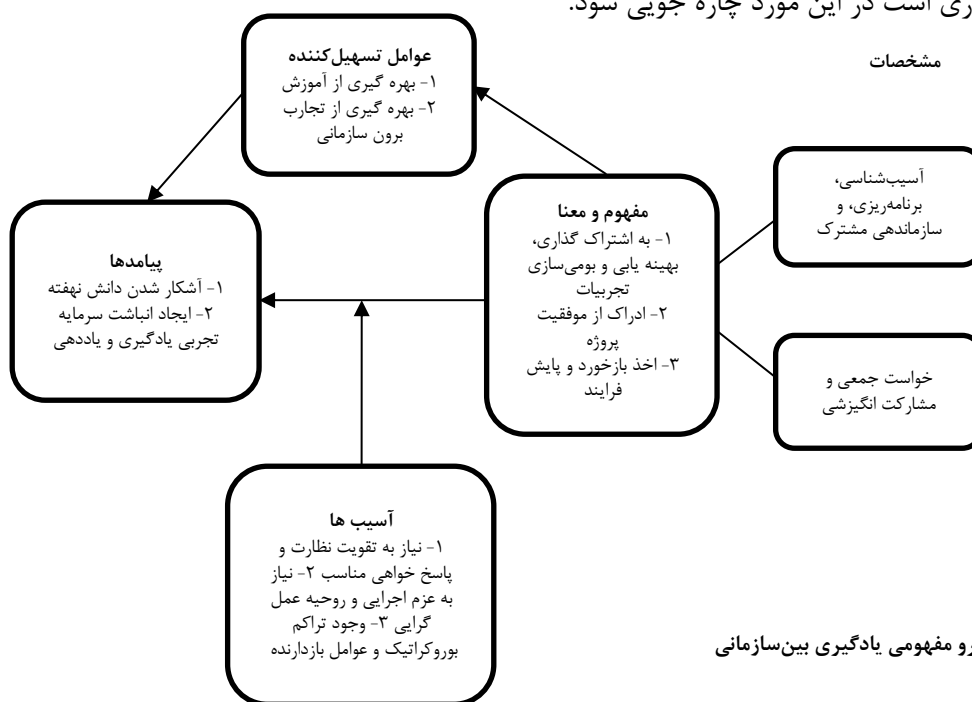 است در این مورد چاره جویی شود.
مشخصات
عوامل تسهیل‌کننده
۱- بهره گیری از آموزش
۲- بهره گیری از تجارب
برون سازمانی
آسیب‌شناسی،
برنامه‌ریزی، و
سازماندهی مشترک
مفهوم و معنا
۱- به اشتراک گذاری،
بهینه یابی و بومی‌سازی
تجربیات
۲- ادراک از موفقیت
پروژه
۳- اخذ بازخورد و پایش
فرایند
پیامدها
۱- آشکار شدن دانش نهفته
۲- ایجاد انباشت سرمایه
تجربی یادگیری و یاددهی
خواست جمعی و
مشارکت انگیزشی
آسیب ها
۱- نیاز به تقویت نظارت و
پاسخ خواهی مناسب ۲- نیاز
به عزم اجرایی و روحیه عمل
گرایی ۳- وجود تراکم
بوروکراتیک و عوامل بازدارنده
مفهومی یادگیری بین‌سازمانی